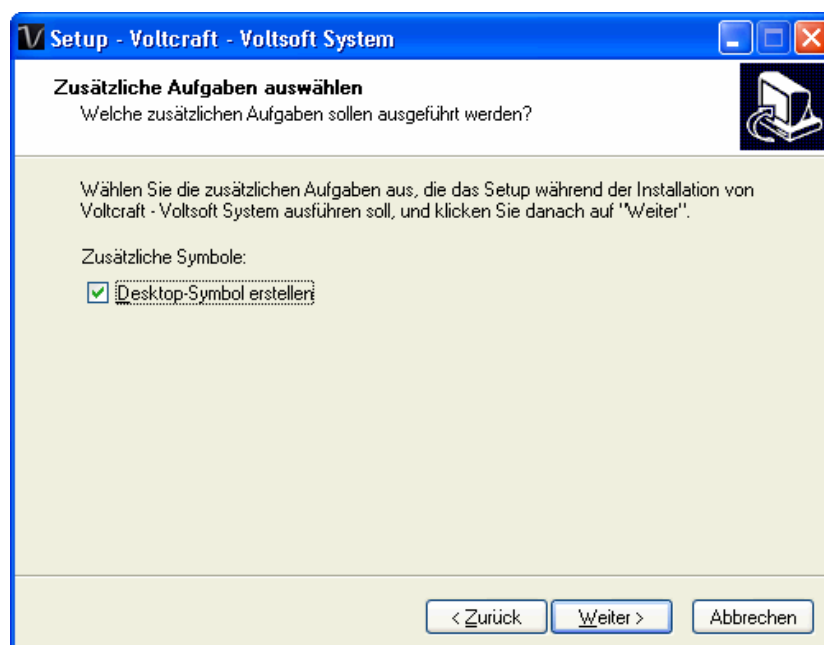 Setup - Voltcraft - Voltsoft System
Zusätzliche Aufgaben auswählen
Welche zusätzlichen Aufgaben sollen ausgeführt werden?
Wählen Sie die zusätzlichen Aufgaben aus, die das Setup während der Installation von
Voltcraft - Voltsoft System ausführen soll, und klicken Sie danach auf "Weiter".
Zusätzliche Symbole:
Desktop-Symbol erstellen
< Zurück Weiter > Abbrechen